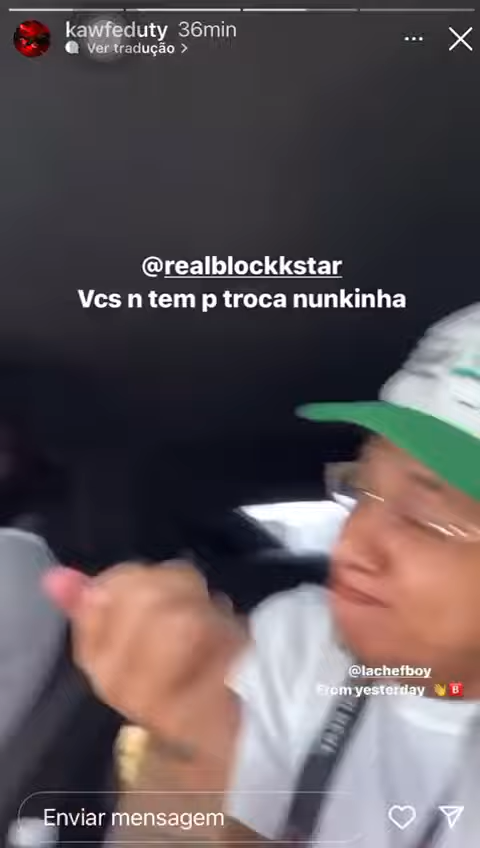 kawfeduty 36min
Ver tradução >
@realblockkstar
Vcs n tem p troca nunkinha
@lachefboy
From yesterday 👋🅱️
Enviar mensagem